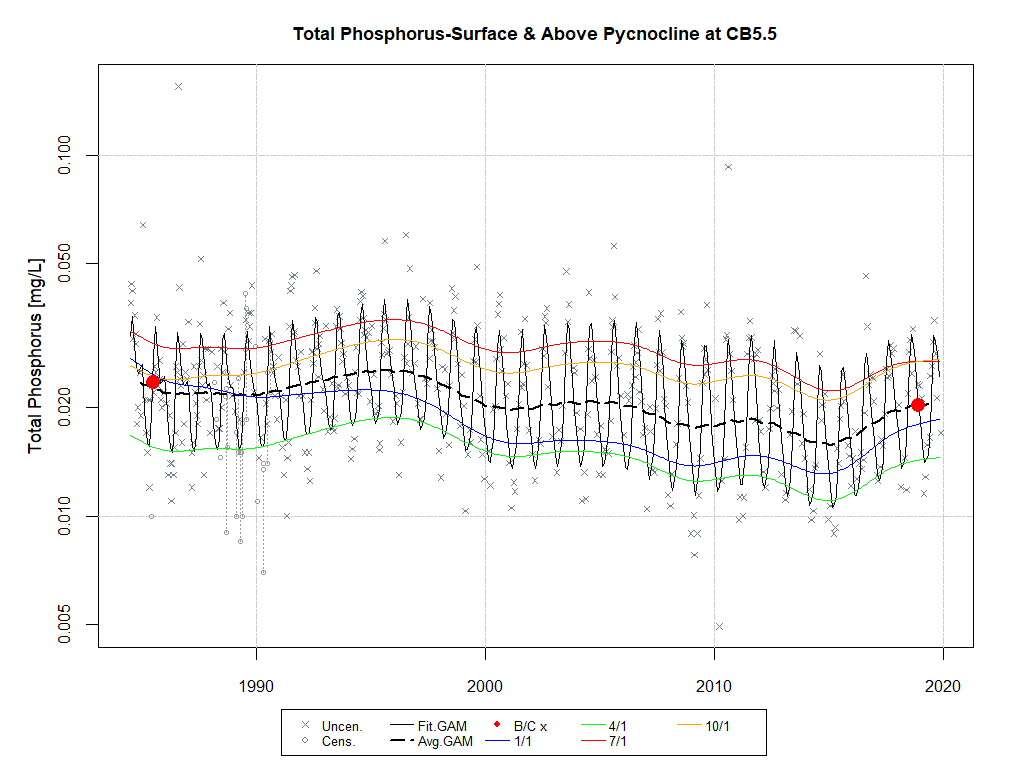 Total Phosphorus-Surface & Above Pycnocline at CB5.5
Total Phosphorus [mg/L]
0.100
0.050
0.020
0.010
0.005
1990 2000 2010 2020
Uncen. Fit.GAM B/C x 4/1 10/1
Cens. Avg.GAM 1/1 7/1